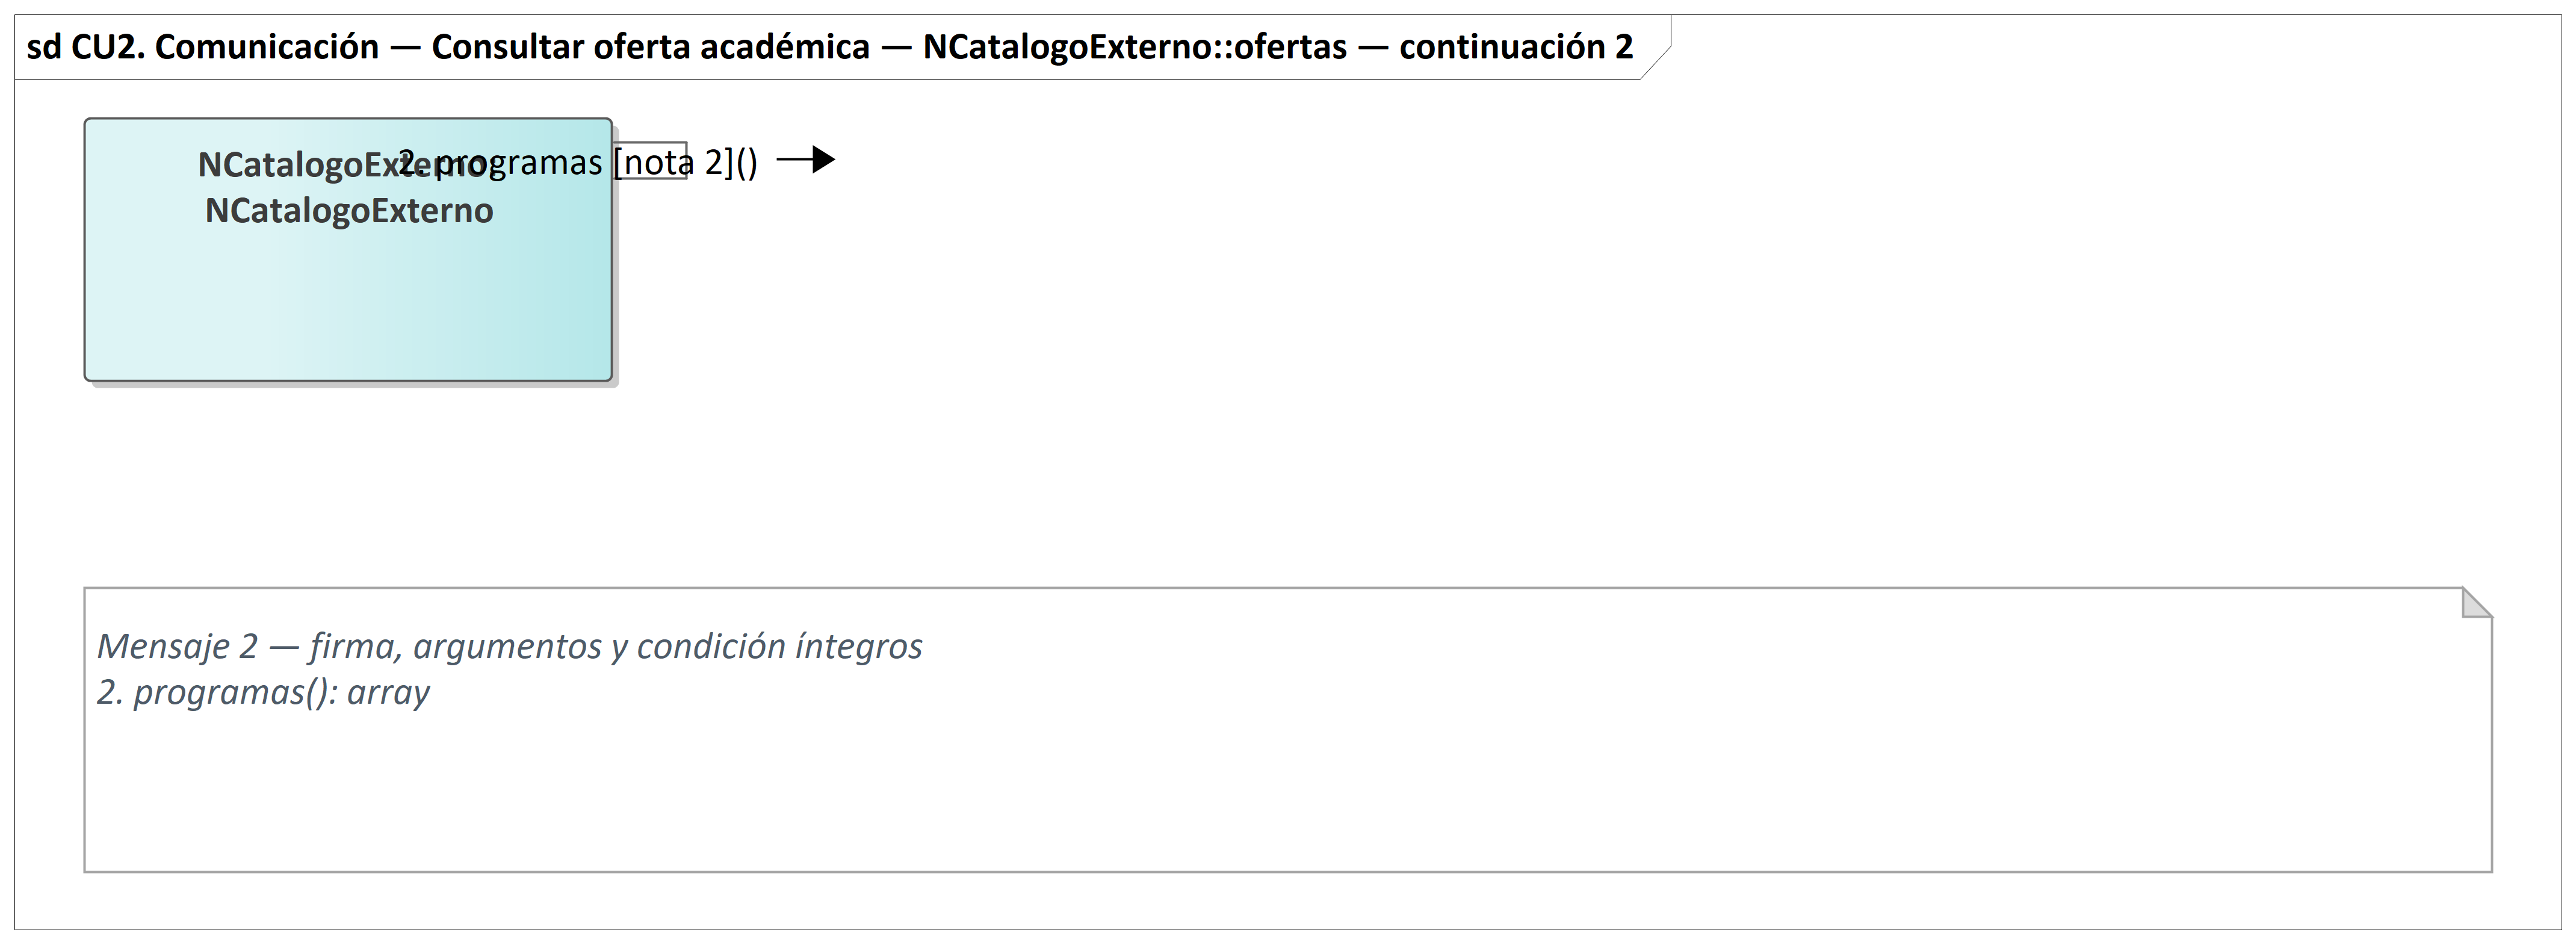 sd CU2. Comunicación — Consultar oferta académica — NCatalogoExterno::ofertas — continuación 2
NCatalogoExterno
2. programas [nota 2]()
NCatalogoExterno
Mensaje 2 — firma, argumentos y condición íntegros
2. programas(): array